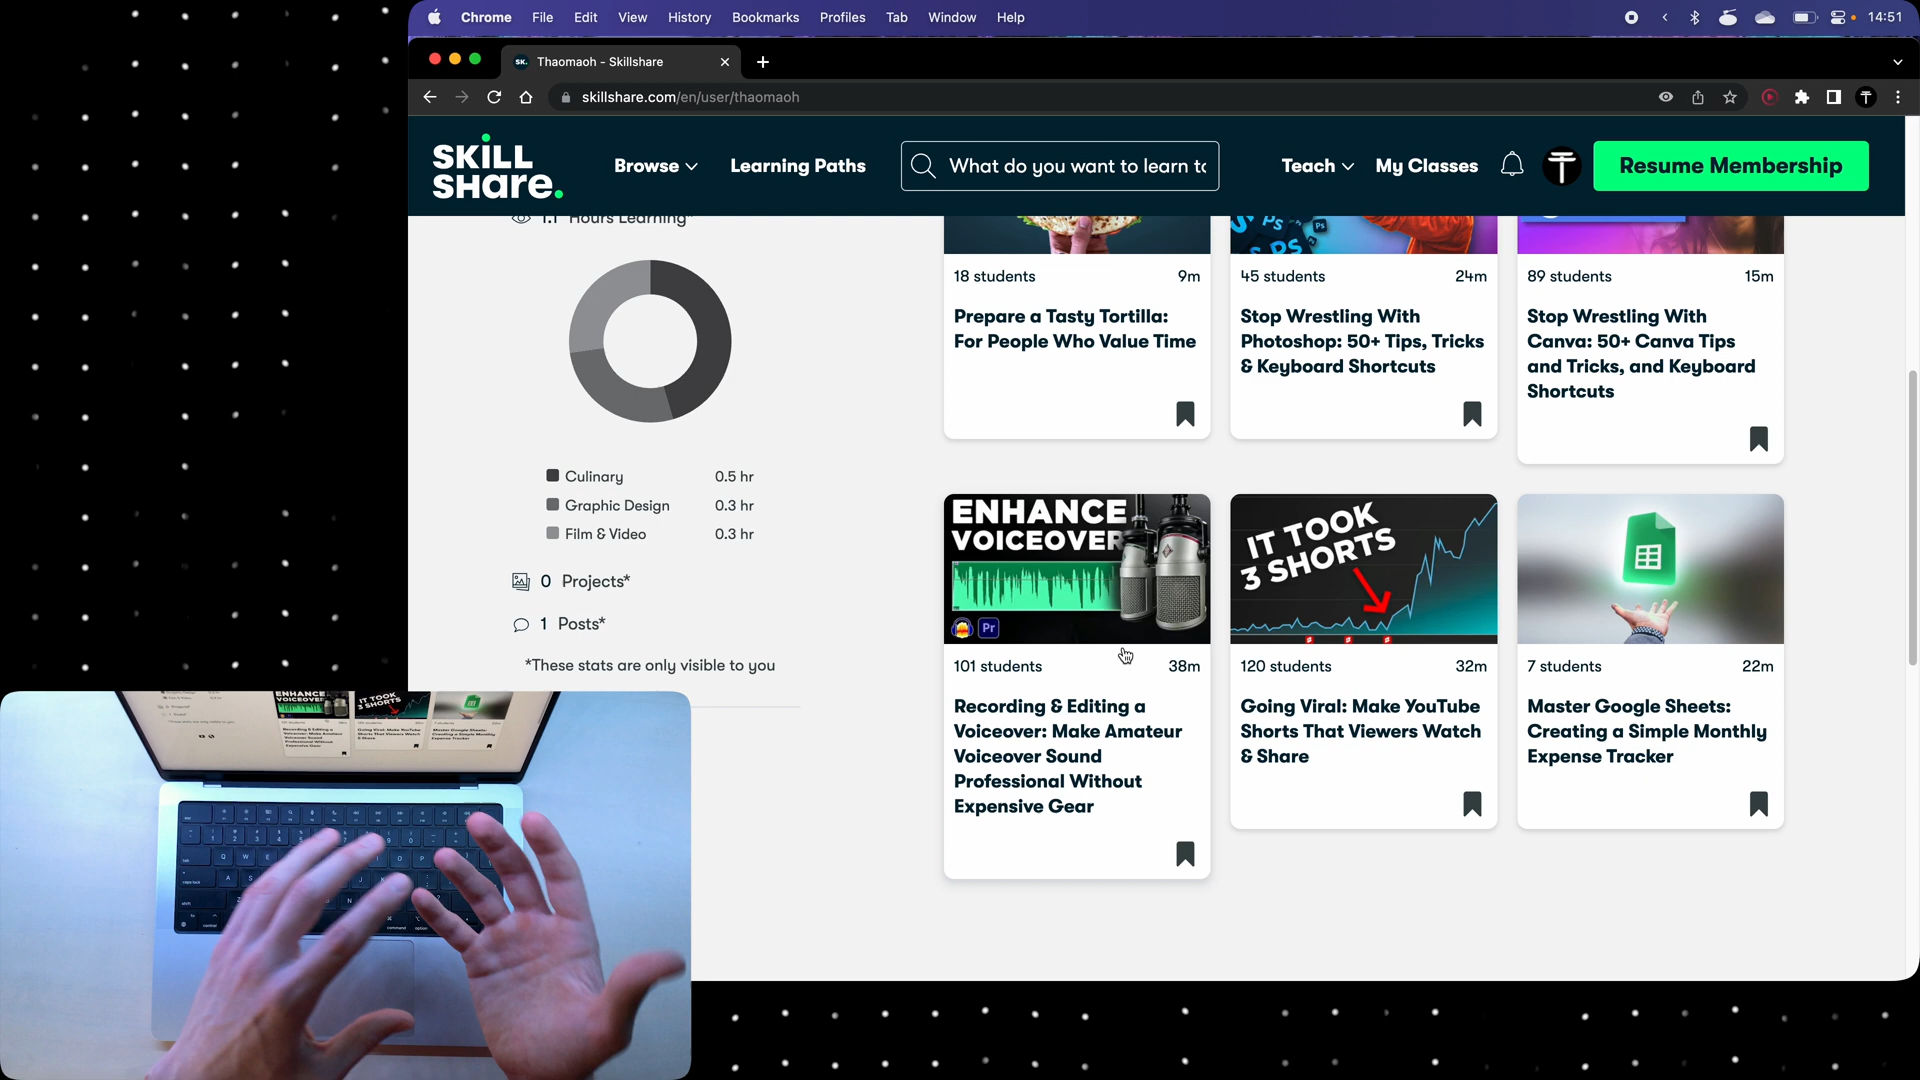 Chrome File Edit View History Bookmarks Profiles Tab Window Help 14:51
SK. Thaomaoh - Skillshare
skillshare.com/en/user/thaomaoh
SKiLL
SHare.
Browse Learning Paths What do you want to learn to Teach My Classes Resume Membership
1.1 Hours Learning*
Culinary 0.5 hr
Graphic Design 0.3 hr
Film & Video 0.3 hr
0 Projects*
1 Posts*
*These stats are only visible to you
18 students 9m
Prepare a Tasty Tortilla:
For People Who Value Time
Ps
Ps
Ps
45 students 24m
Stop Wrestling With
Photoshop: 50+ Tips, Tricks
& Keyboard Shortcuts
89 students 15m
Stop Wrestling With
Canva: 50+ Canva Tips
and Tricks, and Keyboard
Shortcuts
ENHANCE
VOICEOVER
Pr
101 students 38m
Recording & Editing a
Voiceover: Make Amateur
Voiceover Sound
Professional Without
Expensive Gear
IT TOOK
3 SHORTS
120 students 32m
Going Viral: Make YouTube
Shorts That Viewers Watch
& Share
7 students 22m
Master Google Sheets:
Creating a Simple Monthly
Expense Tracker